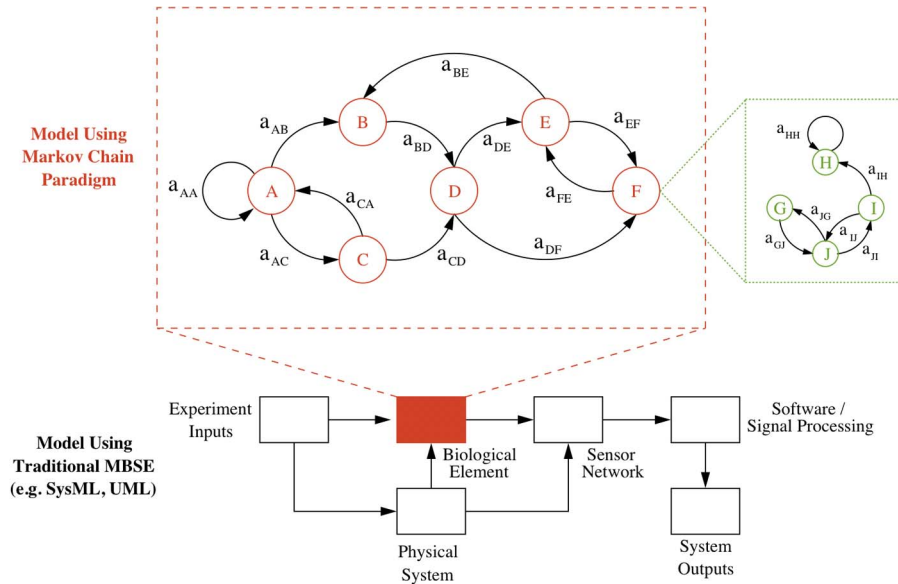 a_BE
Model Using
Markov Chain
Paradigm
a_AB
B
a_BD
a_DE
E
a_EF
a_AA
A
a_CA
D
a_FE
F
a_AC
C
a_CD
a_DF
a_HH
H
a_IH
G
a_JG
I
a_GJ
a_IJ
J
a_JI
Experiment
Inputs
Biological
Element
Sensor
Network
Software /
Signal Processing
Model Using
Traditional MBSE
(e.g. SysML, UML)
Physical
System
System
Outputs